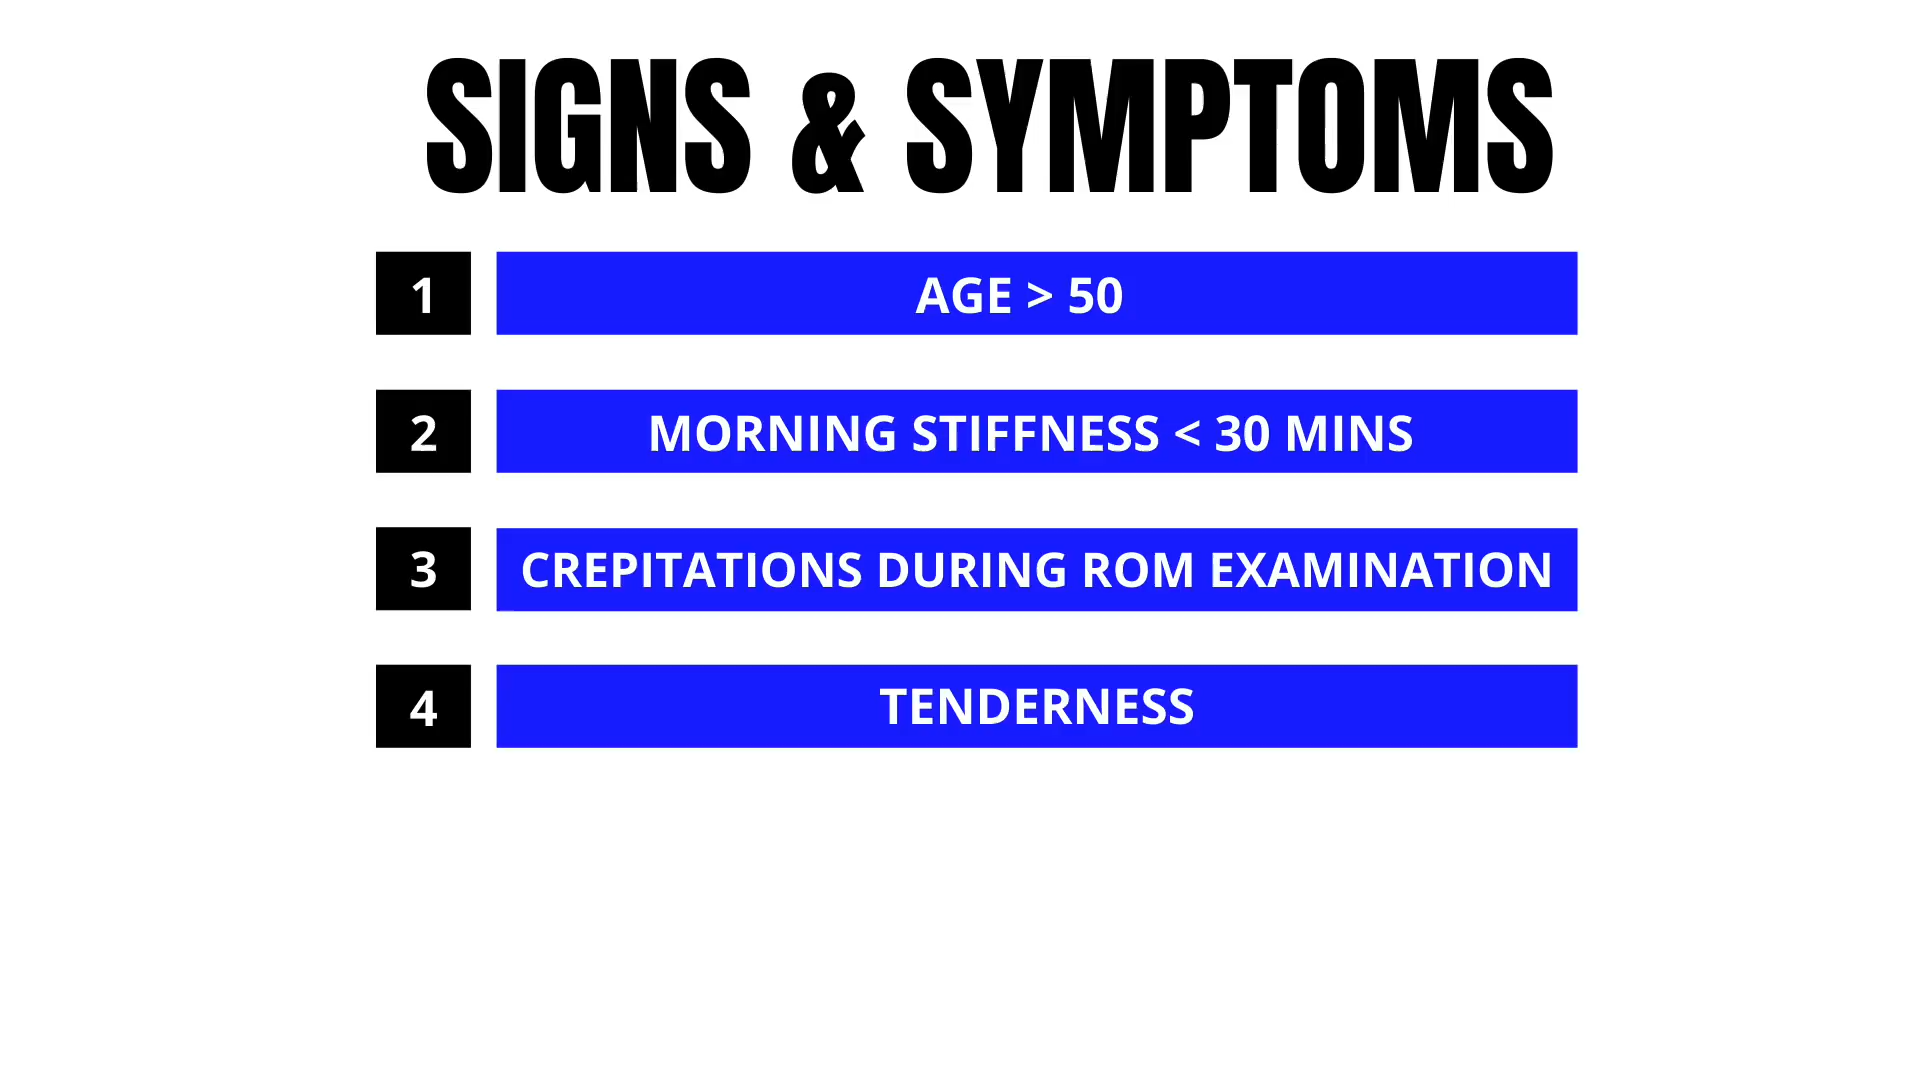 SIGNS & SYMPTOMS
1 AGE > 50
2 MORNING STIFFNESS < 30 MINS
3 CREPITATIONS DURING ROM EXAMINATION
4 TENDERNESS